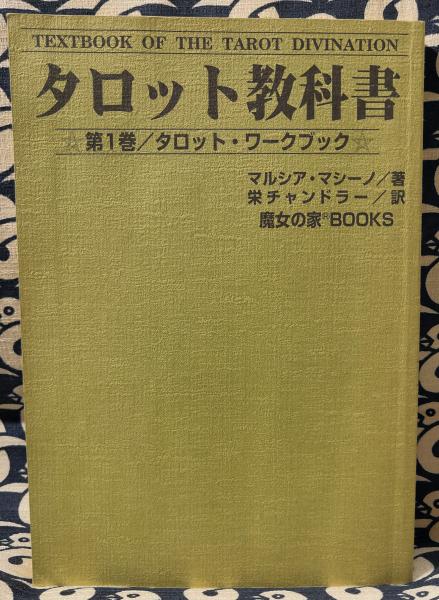 TEXTBOOK OF THE TAROT DIVINATION
タロット教科書
☆第1巻／タロット・ワークブック☆
マルシア・マシーノ／著
栄チャンドラー／訳
魔女の家®BOOKS